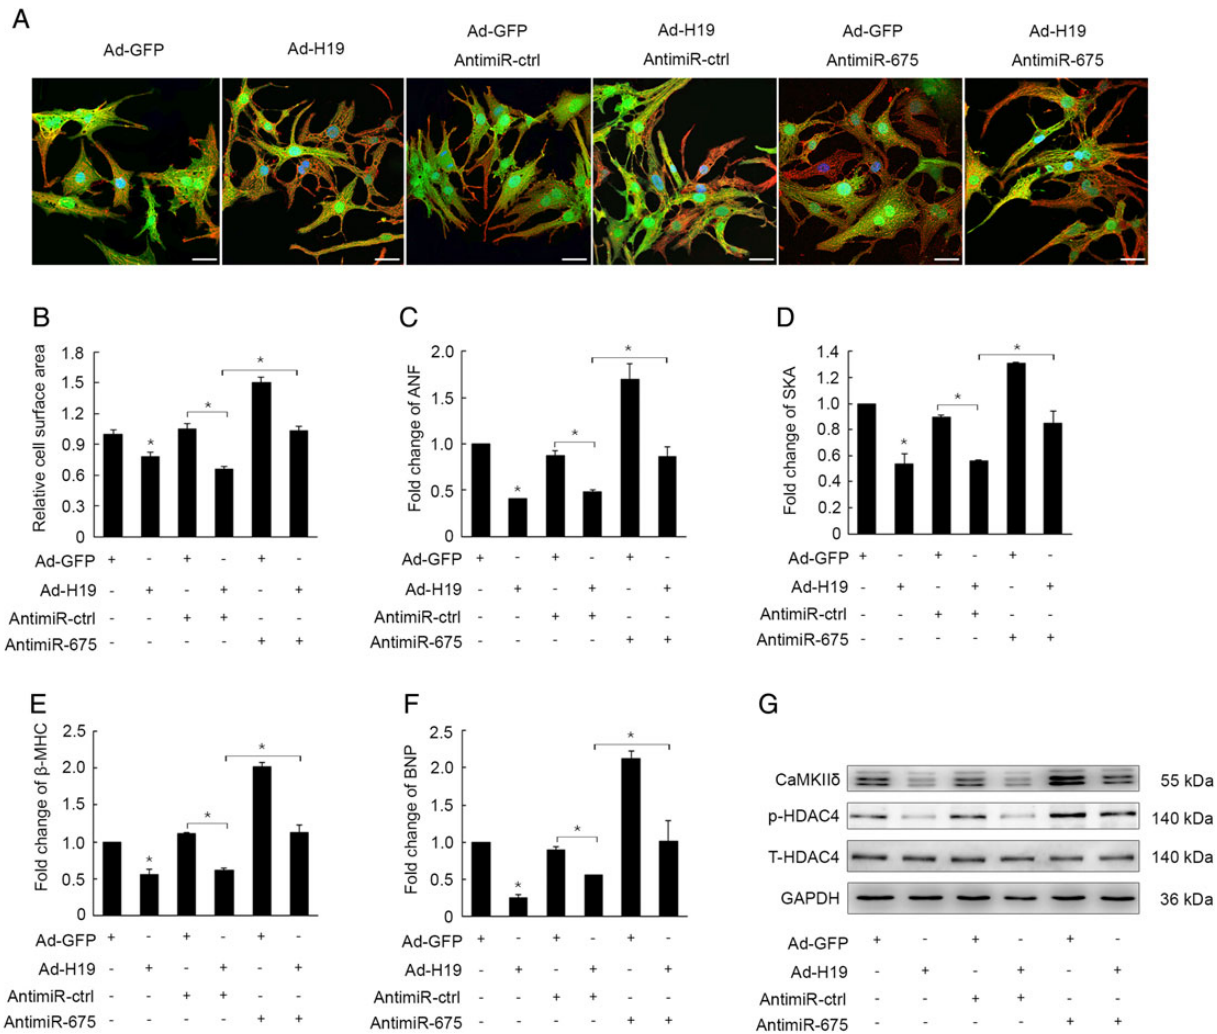 A
Ad-GFP
Ad-H19
Ad-GFP
AntimiR-ctrl
Ad-H19
AntimiR-ctrl
Ad-GFP
AntimiR-675
Ad-H19
AntimiR-675
B
Relative cell surface area
1.8
1.5
1.2
0.9
0.6
0.3
0
*
*
*
Ad-GFP + - + - + -
Ad-H19 - + - + - +
AntimiR-ctrl - - + + - -
AntimiR-675 - - - - + +
C
Fold change of ANF
2.0
1.5
1.0
0.5
0
*
*
*
Ad-GFP + - + - + -
Ad-H19 - + - + - +
AntimiR-ctrl - - + + - -
AntimiR-675 - - - - + +
D
Fold change of SKA
1.4
1.2
1.0
0.8
0.6
0.4
0.2
0
*
*
*
Ad-GFP + - + - + -
Ad-H19 - + - + - +
AntimiR-ctrl - - + + - -
AntimiR-675 - - - - + +
E
Fold change of β-MHC
2.5
2.0
1.5
1.0
0.5
0
*
*
*
Ad-GFP + - + - + -
Ad-H19 - + - + - +
AntimiR-ctrl - - + + - -
AntimiR-675 - - - - + +
F
Fold change of BNP
2.5
2.0
1.5
1.0
0.5
0
*
*
*
Ad-GFP + - + - + -
Ad-H19 - + - + - +
AntimiR-ctrl - - + + - -
AntimiR-675 - - - - + +
G
CaMKIIδ 55 kDa
p-HDAC4 140 kDa
T-HDAC4 140 kDa
GAPDH 36 kDa
Ad-GFP + - + - + -
Ad-H19 - + - + - +
AntimiR-ctrl - - + + - -
AntimiR-675 - - - - + +